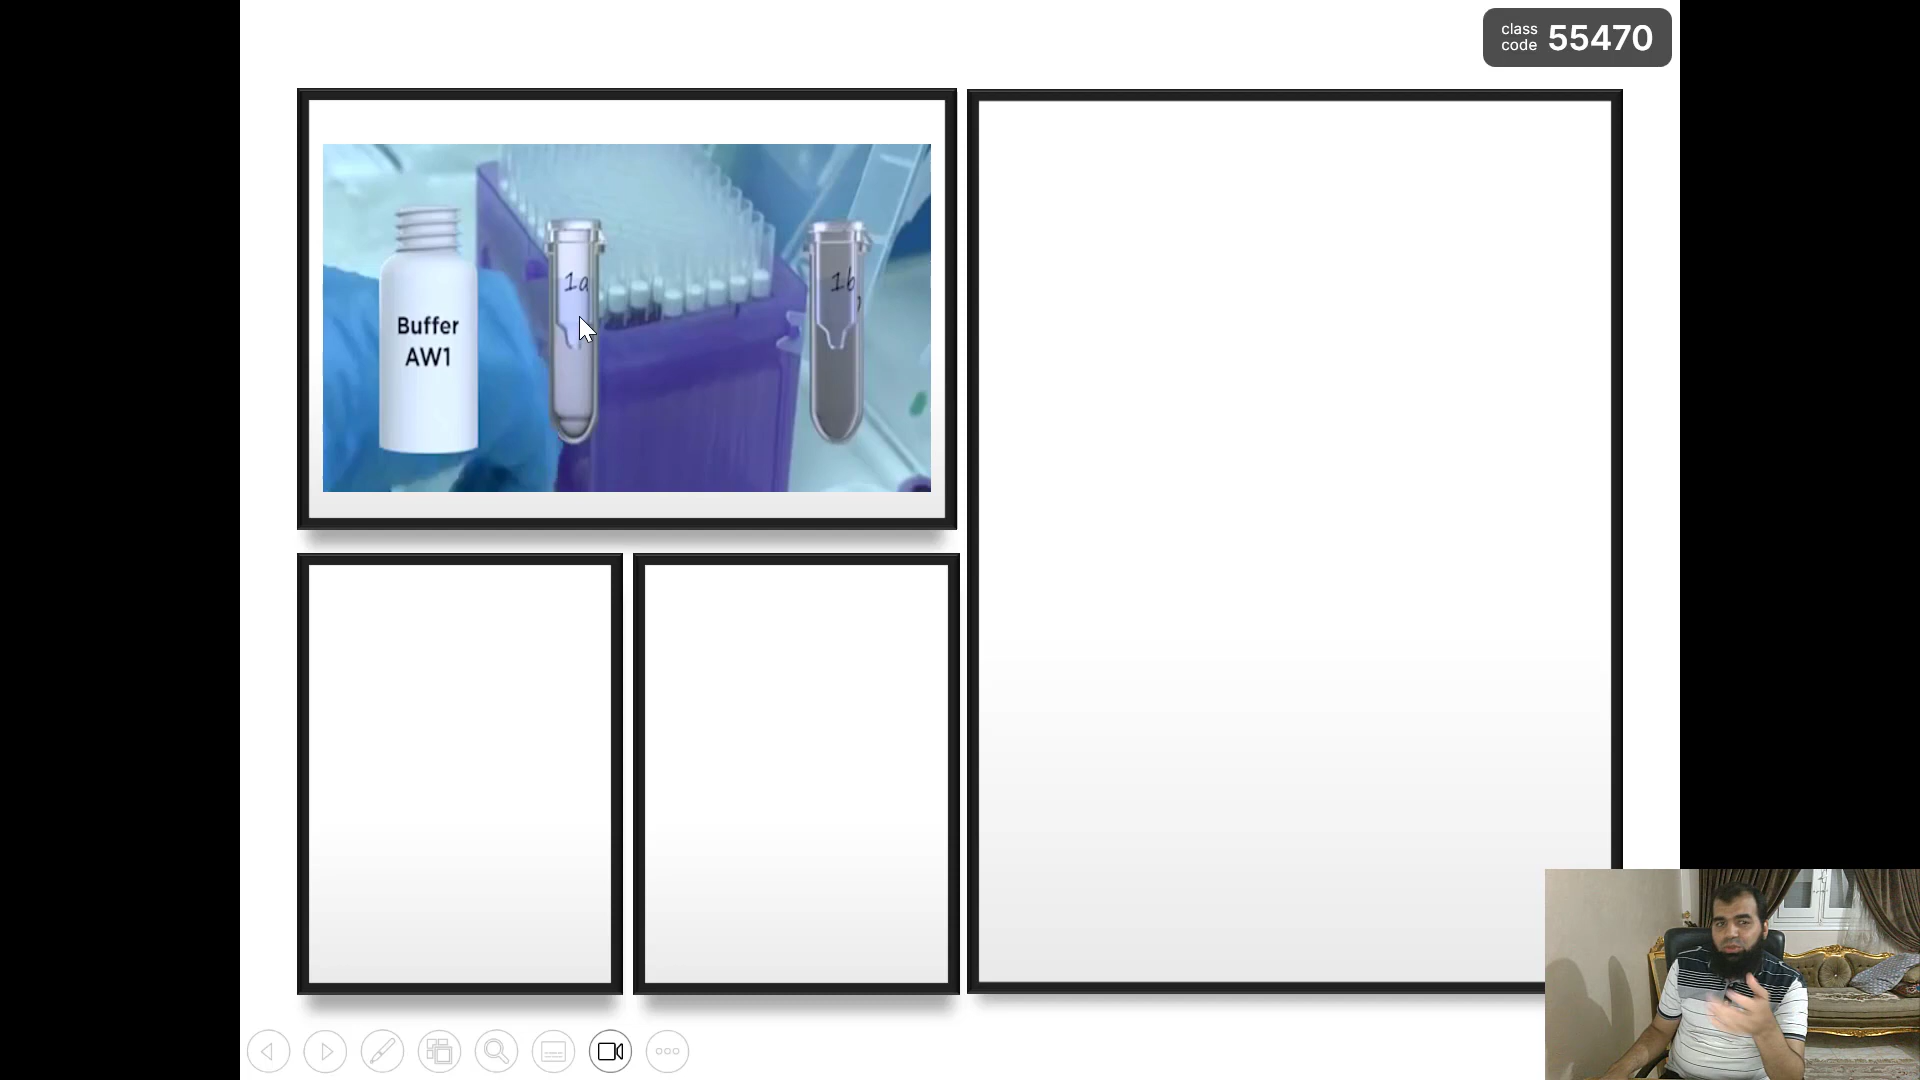 class
code 55470
Buffer
AW1
1a
1b